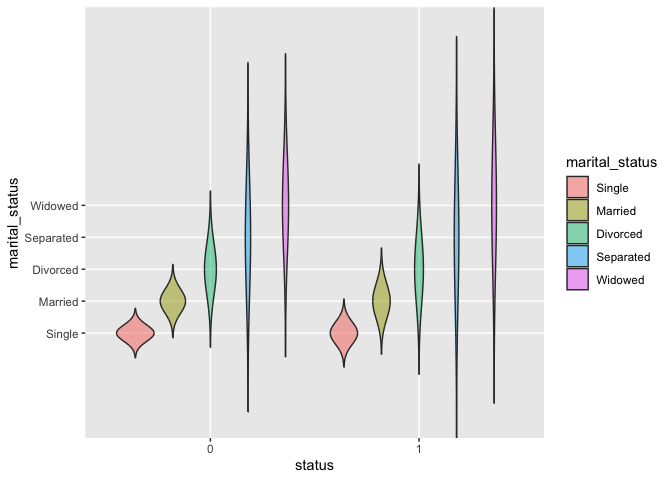 marital_status
Widowed
Separated
Divorced
Married
Single
0
1
status
marital_status
Single
Married
Divorced
Separated
Widowed